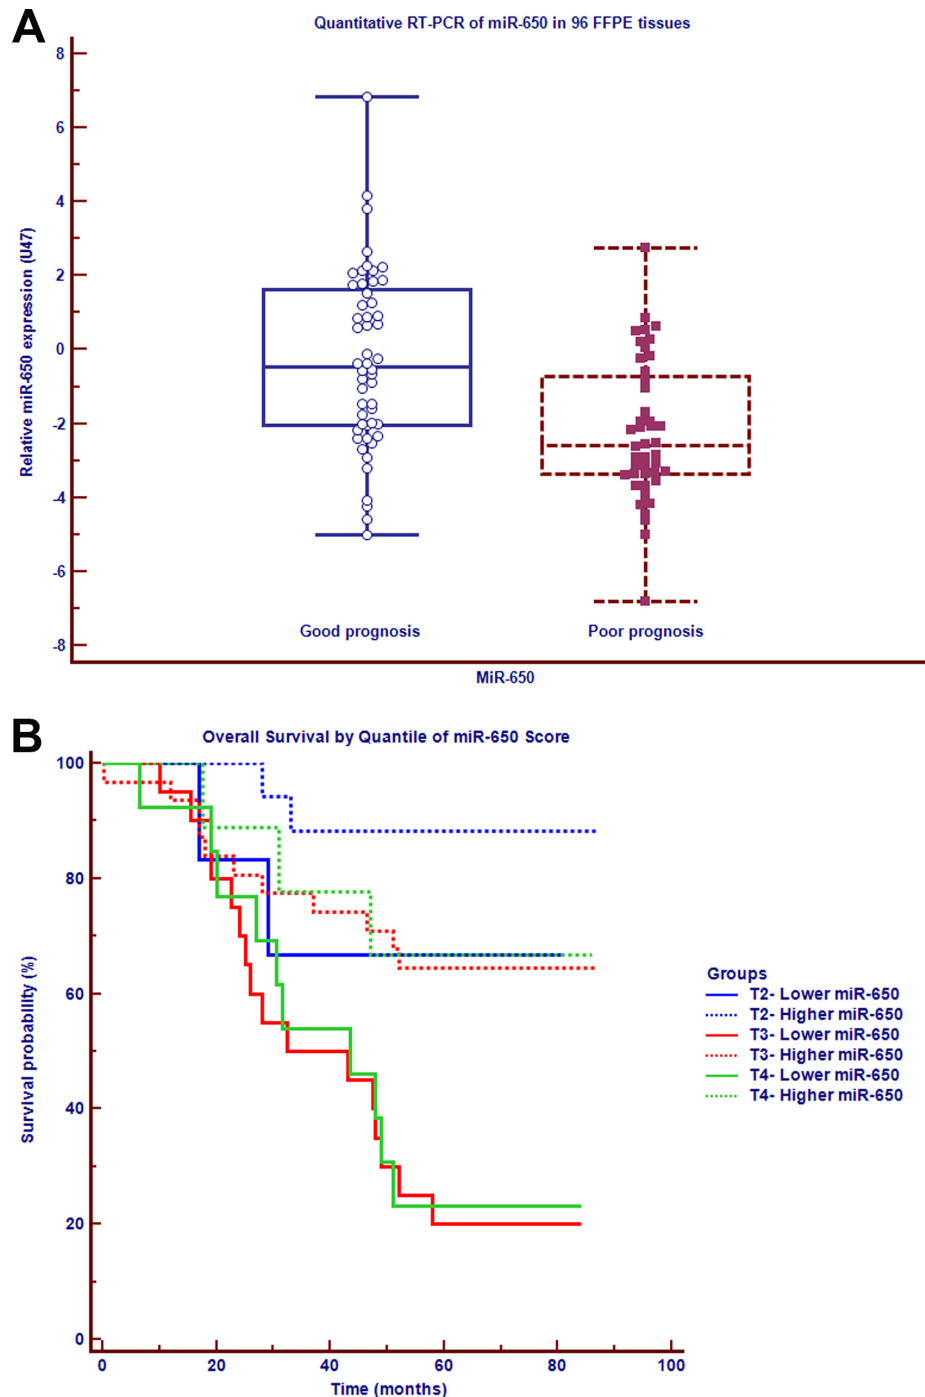 A
Quantitative RT-PCR of miR-650 in 96 FFPE tissues
Relative miR-650 expression (U47)
8
6
4
2
0
-2
-4
-6
-8
Good prognosis Poor prognosis
MiR-650
B
Overall Survival by Quantile of miR-650 Score
Survival probability (%)
100
80
60
40
20
0
0 20 40 60 80 100
Time (months)
Groups
T2- Lower miR-650
T2- Higher miR-650
T3- Lower miR-650
T3- Higher miR-650
T4- Lower miR-650
T4- Higher miR-650